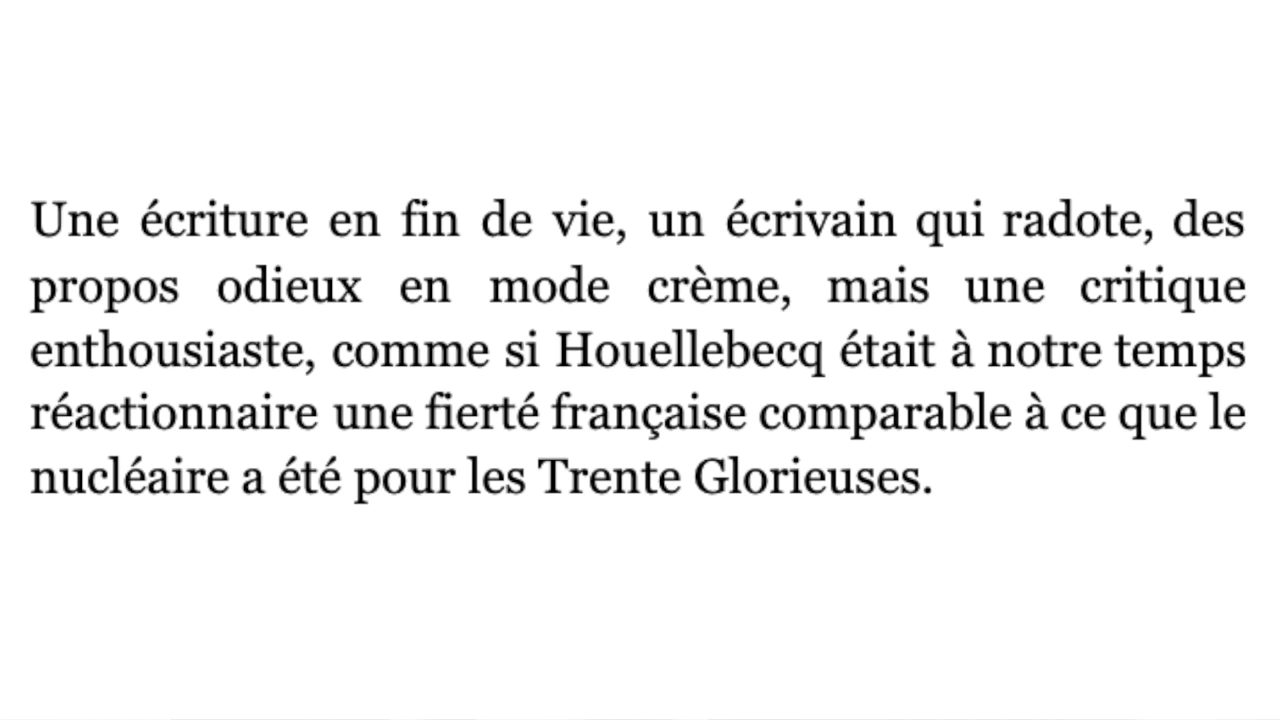 Une écriture en fin de vie, un écrivain qui radote, des
propos odieux en mode crème, mais une critique
enthousiaste, comme si Houellebecq était à notre temps
réactionnaire une fierté française comparable à ce que le
nucléaire a été pour les Trente Glorieuses.